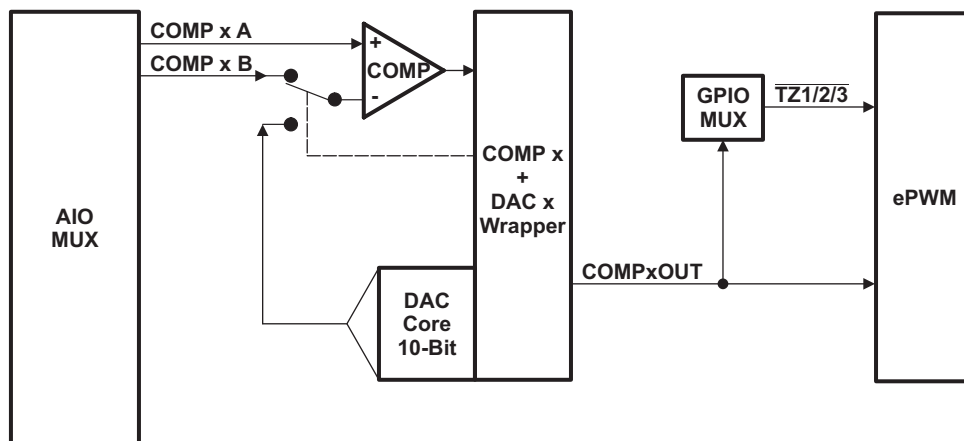 COMP x A
COMP x B
+
COMP
-
AIO
MUX
COMP x
+
DAC x
Wrapper
DAC
Core
10-Bit
COMPxOUT
GPIO
MUX
TZ1/2/3
ePWM